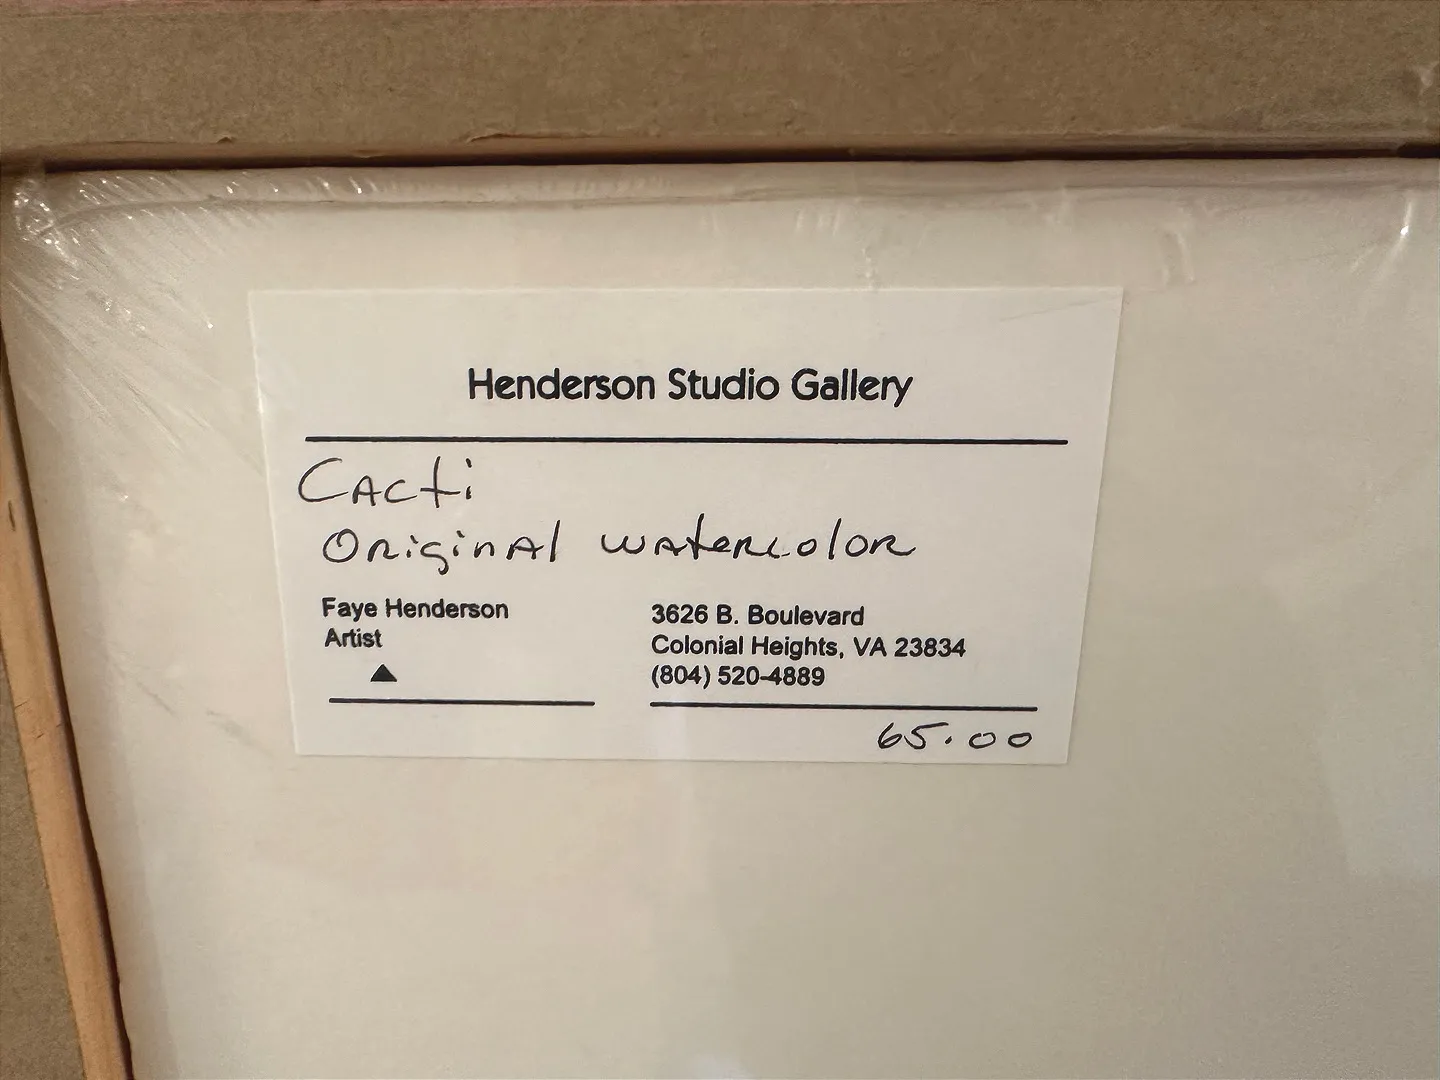 Henderson Studio Gallery
Cacti
Original watercolor
Faye Henderson
Artist
3626 B. Boulevard
Colonial Heights, VA 23834
(804) 520-4889
65.00